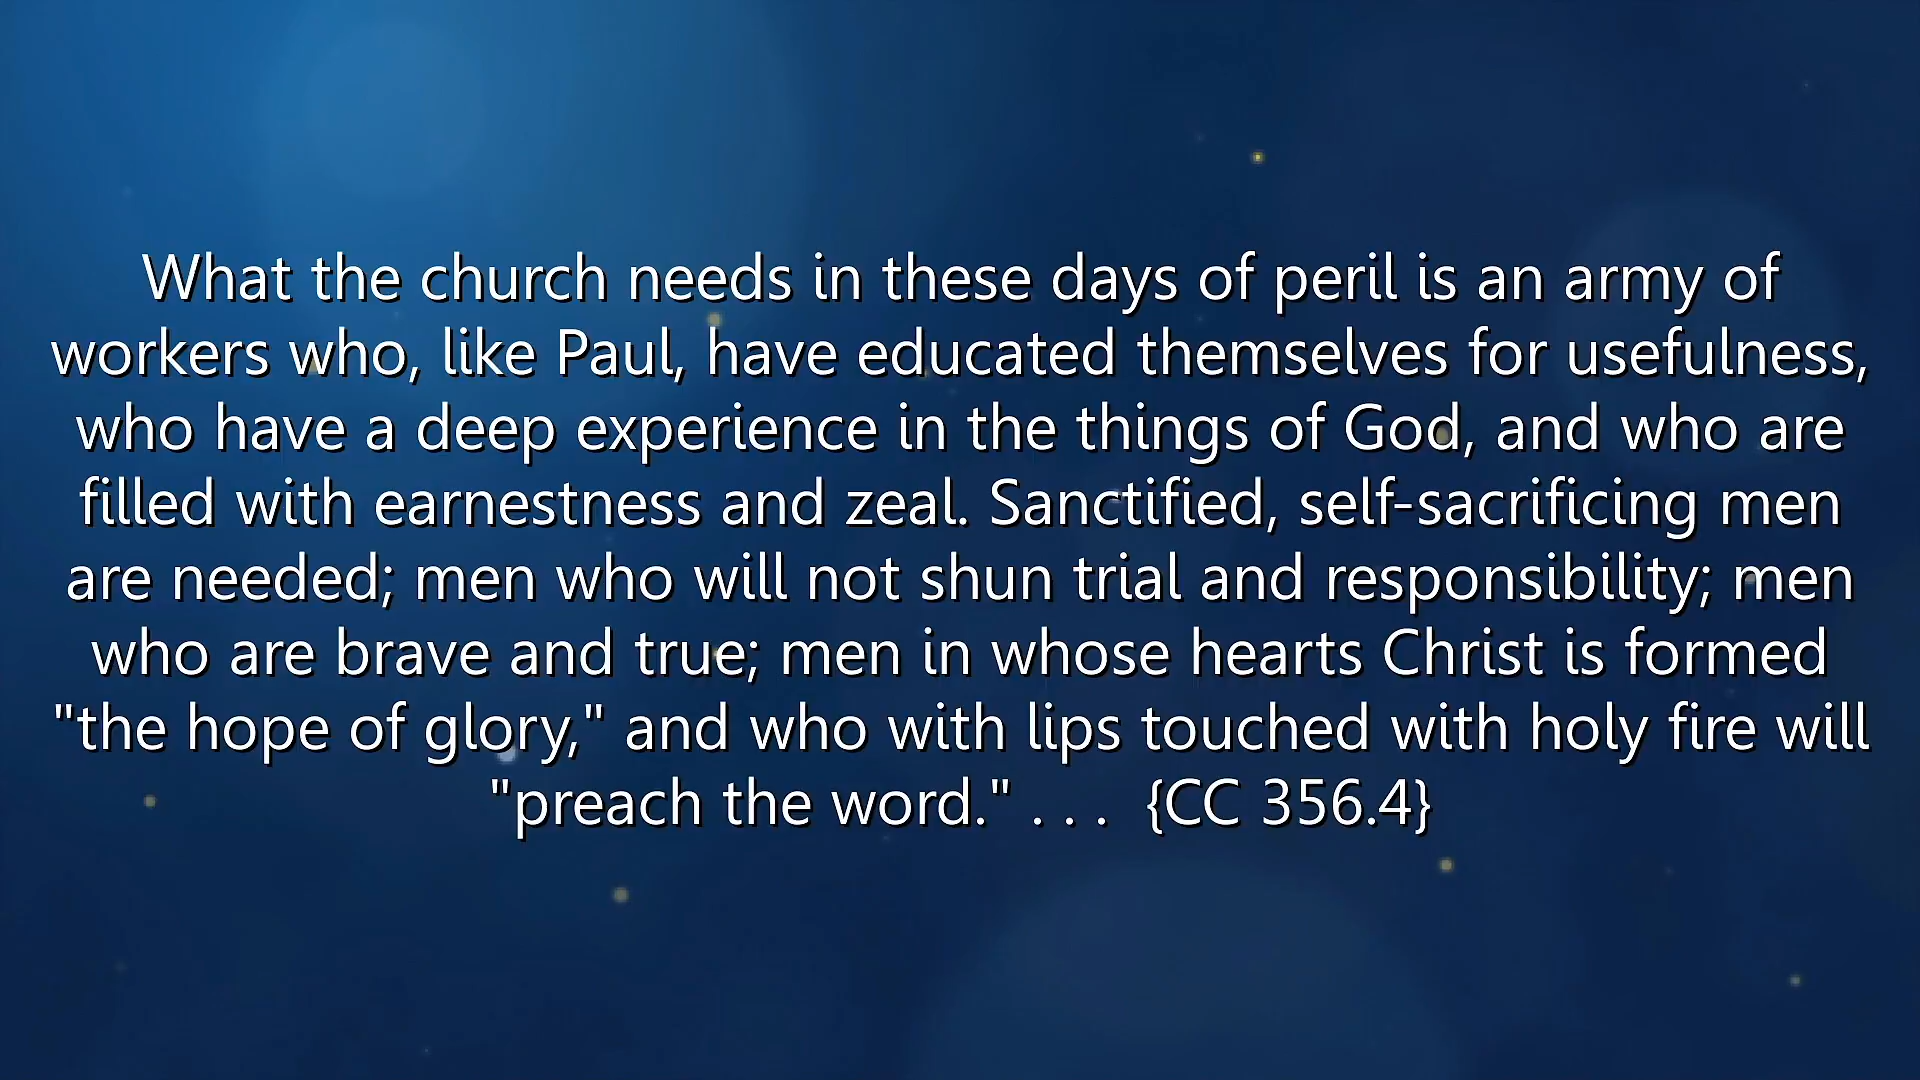 What the church needs in these days of peril is an army of
workers who, like Paul, have educated themselves for usefulness,
who have a deep experience in the things of God, and who are
filled with earnestness and zeal. Sanctified, self-sacrificing men
are needed; men who will not shun trial and responsibility; men
who are brave and true; men in whose hearts Christ is formed
"the hope of glory," and who with lips touched with holy fire will
"preach the word." . . .  {CC 356.4}